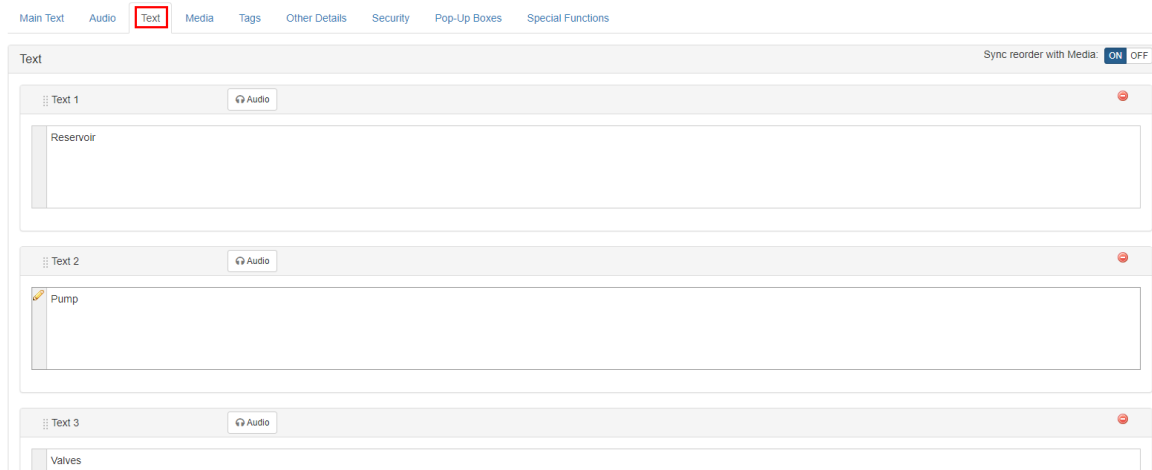 Main Text Audio Text Media Tags Other Details Security Pop-Up Boxes Special Functions
Text Sync reorder with Media: ON OFF
Text 1 Audio
Reservoir
Text 2 Audio
Pump
Text 3 Audio
Valves